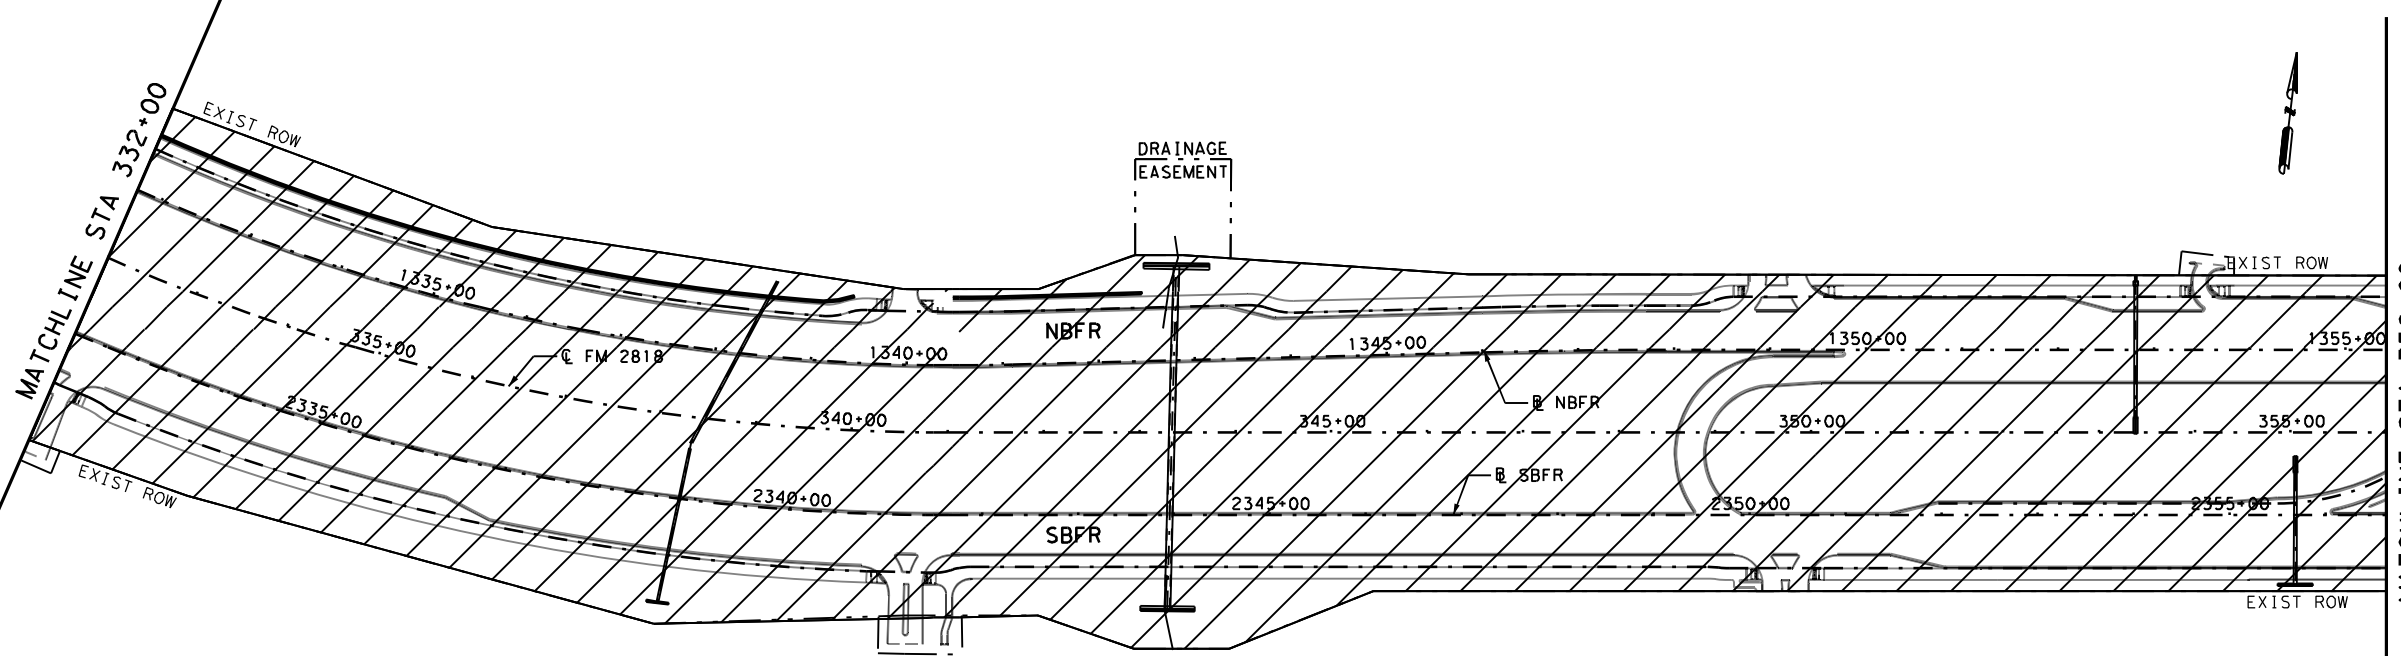 MATCHLINE STA 332+00
EXIST ROW
DRAINAGE
EASEMENT
EXIST ROW
1335+00
NBFR
1340+00
1345+00
1350+00
1355+00
335+00
℄ FM 2818
NBFR
340+00
345+00
350+00
355+00
2335+00
SBFR
2340+00
2345+00
2350+00
2355+00
SBFR
EXIST ROW
EXIST ROW